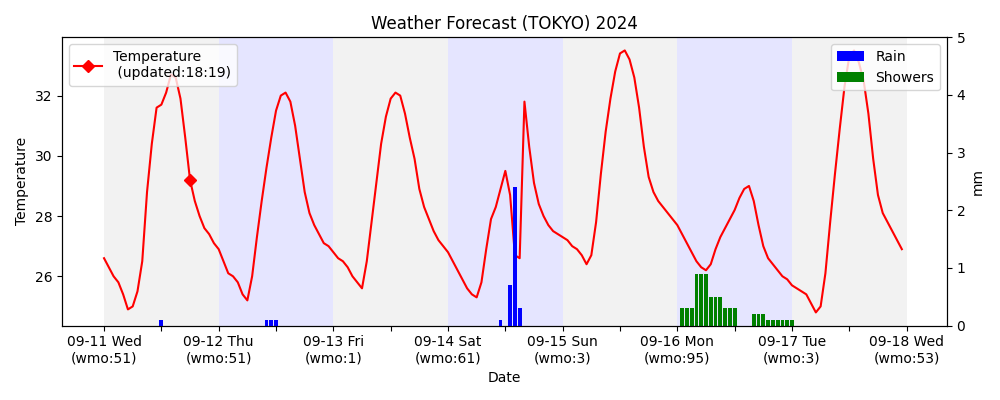 Weather Forecast (TOKYO) 2024
Temperature
(updated:18:19)
Rain
Showers
Temperature
32
30
28
26
5
4
3
2
1
0
mm
09-11 Wed
(wmo:51)
09-12 Thu
(wmo:51)
09-13 Fri
(wmo:1)
09-14 Sat
(wmo:61)
09-15 Sun
(wmo:3)
09-16 Mon
(wmo:95)
09-17 Tue
(wmo:3)
09-18 Wed
(wmo:53)
Date